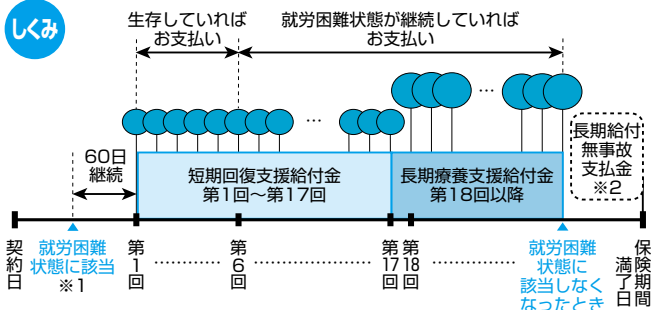 しくみ
生存していれば
お支払い
就労困難状態が継続していれば
お支払い
…
…
60日
継続
短期回復支援給付金
第1回～第17回
長期療養支援給付金
第18回以降
長期給付
無事故
支払金
※2
契約日
就労困難
状態に該当
※1
第1回
…………
第6回
……………………
第17回
第18回
……………
就労困難
状態に
該当しなく
なったとき
保険期間
満了日